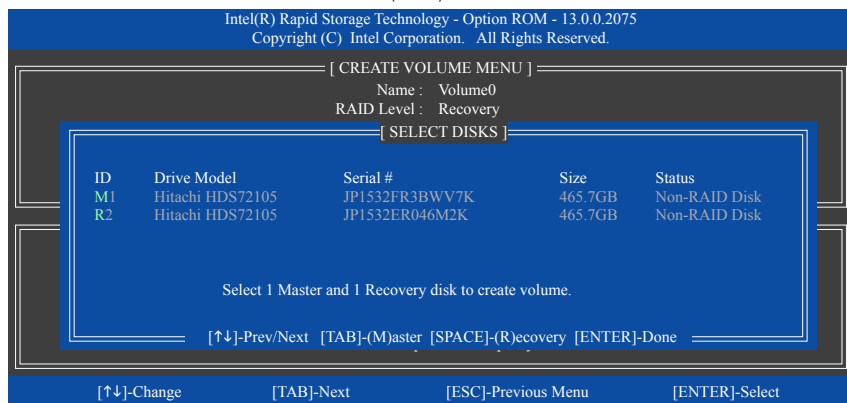 Intel(R) Rapid Storage Technology - Option ROM - 13.0.0.2075
Copyright (C) Intel Corporation. All Rights Reserved.
[ CREATE VOLUME MENU ]
Name : Volume0
RAID Level : Recovery
[ SELECT DISKS ]
ID Drive Model Serial # Size Status
M1 Hitachi HDS72105 JP1532FR3BWV7K 465.7GB Non-RAID Disk
R2 Hitachi HDS72105 JP1532ER046M2K 465.7GB Non-RAID Disk
Select 1 Master and 1 Recovery disk to create volume.
[↑↓]-Prev/Next [TAB]-(M)aster [SPACE]-(R)ecovery [ENTER]-Done
[↑↓]-Change [TAB]-Next [ESC]-Previous Menu [ENTER]-Select